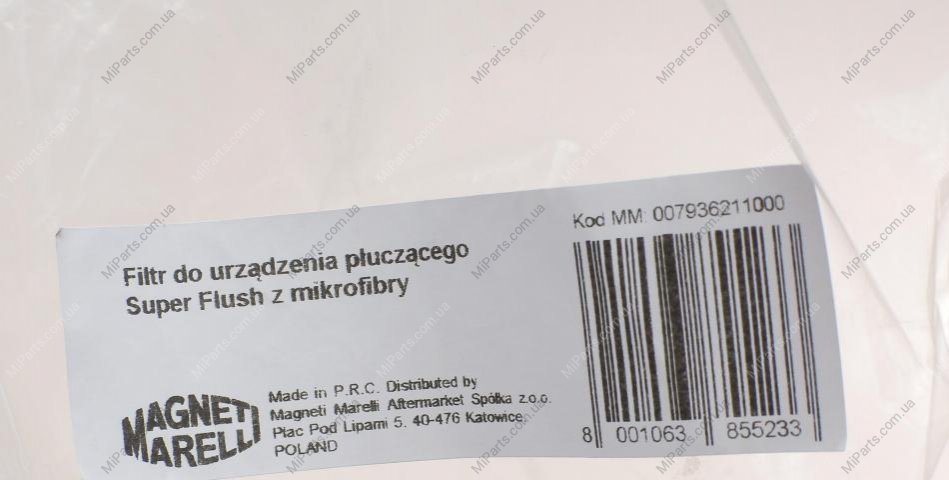 Kod MM: 007936211000
Filtr do urządzenia płuczącego
Super Flush z mikrofibry
MAGNETI
MARELLI
Made in P.R.C. Distributed by
Magneti Marelli Aftermarket Spółka z.o.o.
Plac Pod Lipami 5. 40-476 Katowice,
POLAND
8 001063 855233
MiParts.com.ua